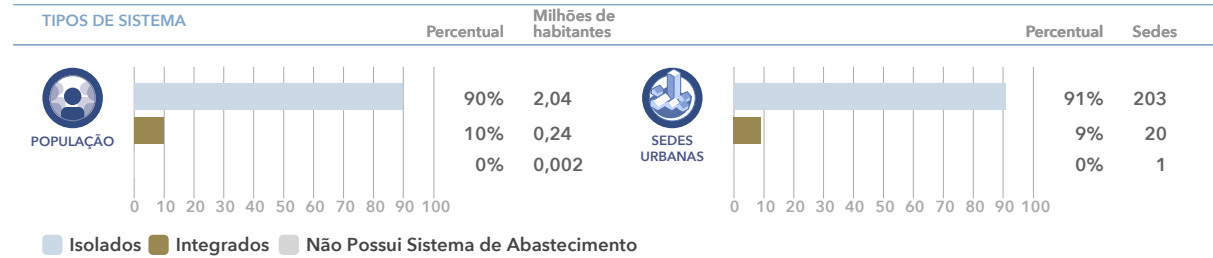 TIPOS DE SISTEMA
Percentual
Milhões de
habitantes
Percentual
Sedes
POPULAÇÃO
90% 2,04
10% 0,24
0% 0,002
0 10 20 30 40 50 60 70 80 90 100
SEDES
URBANAS
91% 203
9% 20
0% 1
0 10 20 30 40 50 60 70 80 90 100
Isolados Integrados Não Possui Sistema de Abastecimento